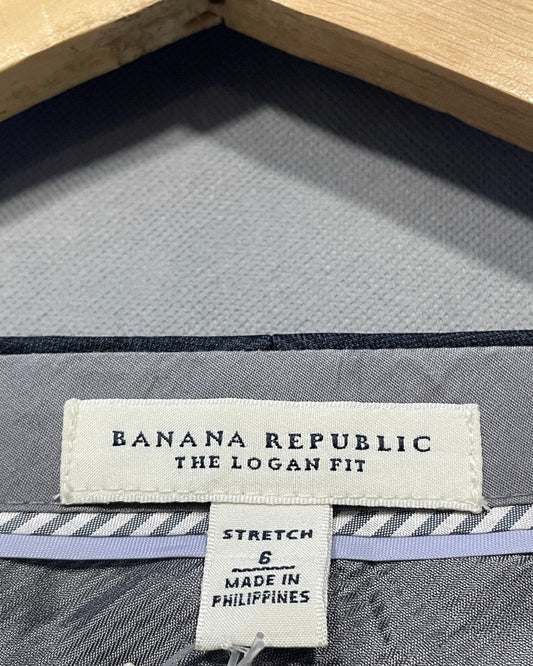 BANANA REPUBLIC
THE LOGAN FIT
STRETCH
6
MADE IN
PHILIPPINES